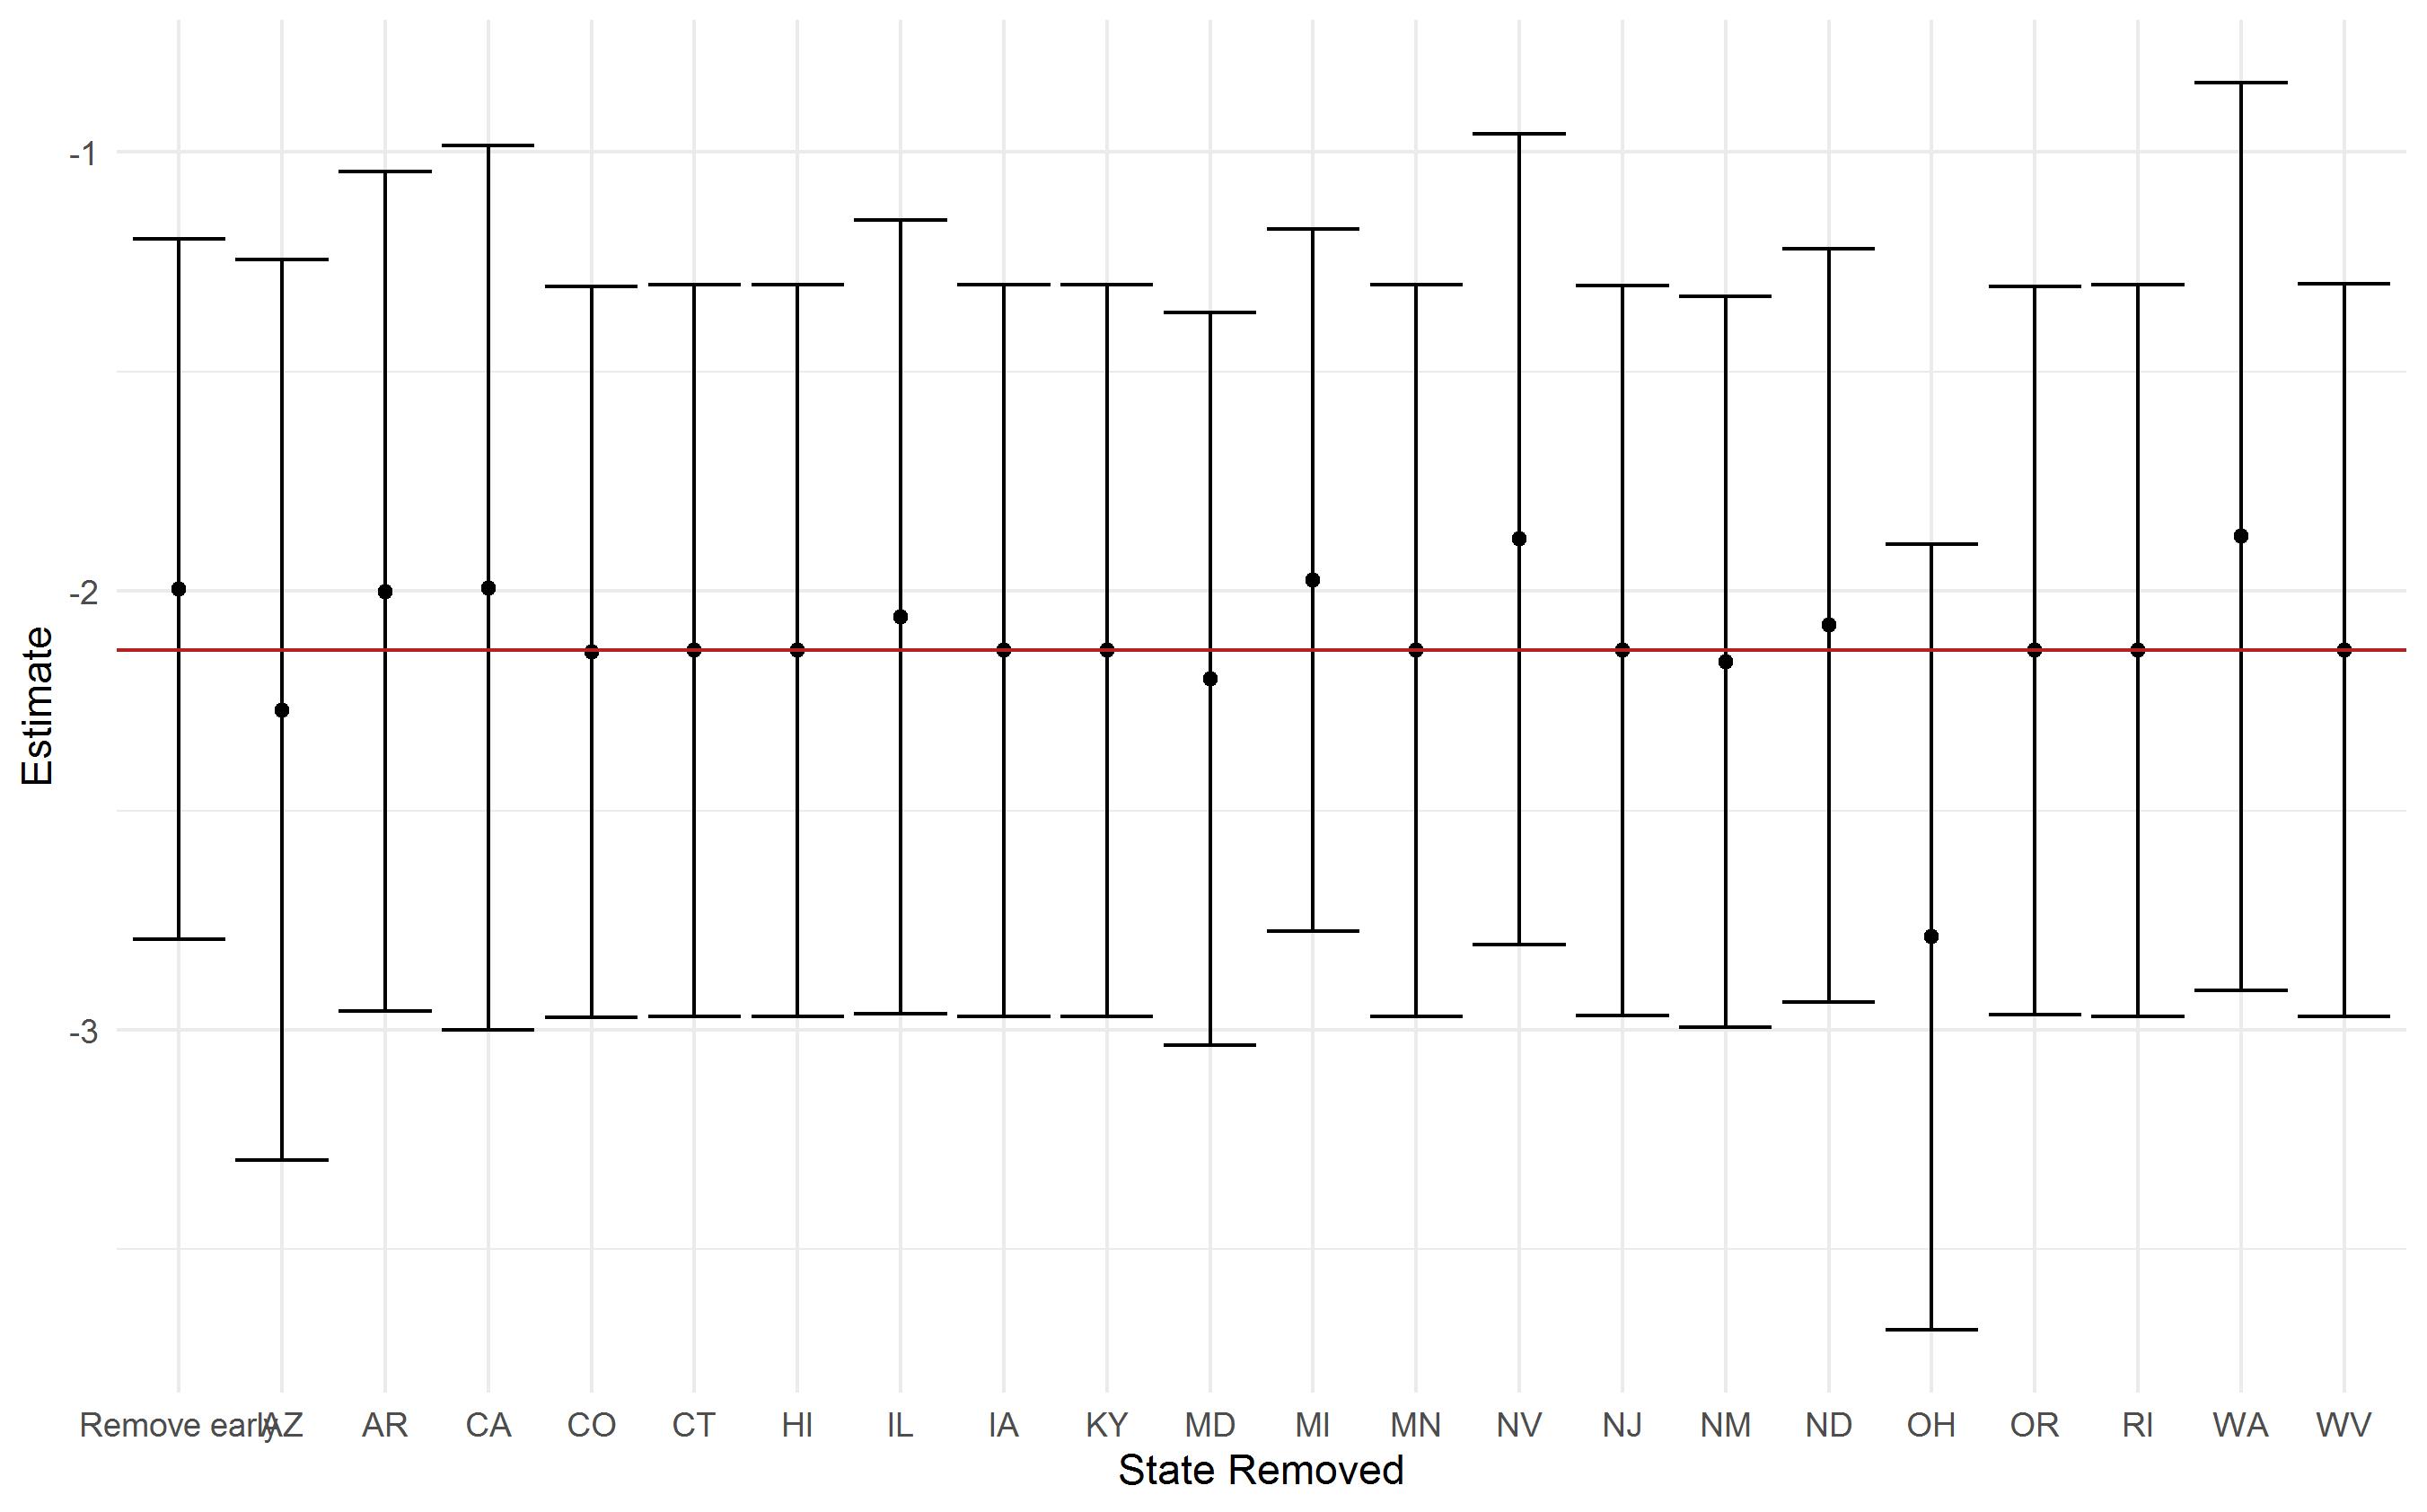 Estimate
-1
-2
-3
Remove early AZ AR CA CO CT HI IL IA KY MD MI MN NV NJ NM ND OH OR RI WA WV
State Removed